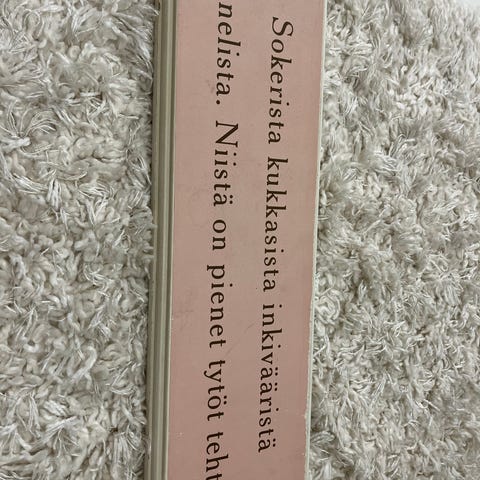 Sokerista kukkasista inkivääristä
nelista. Niistä on pienet tytöt teht